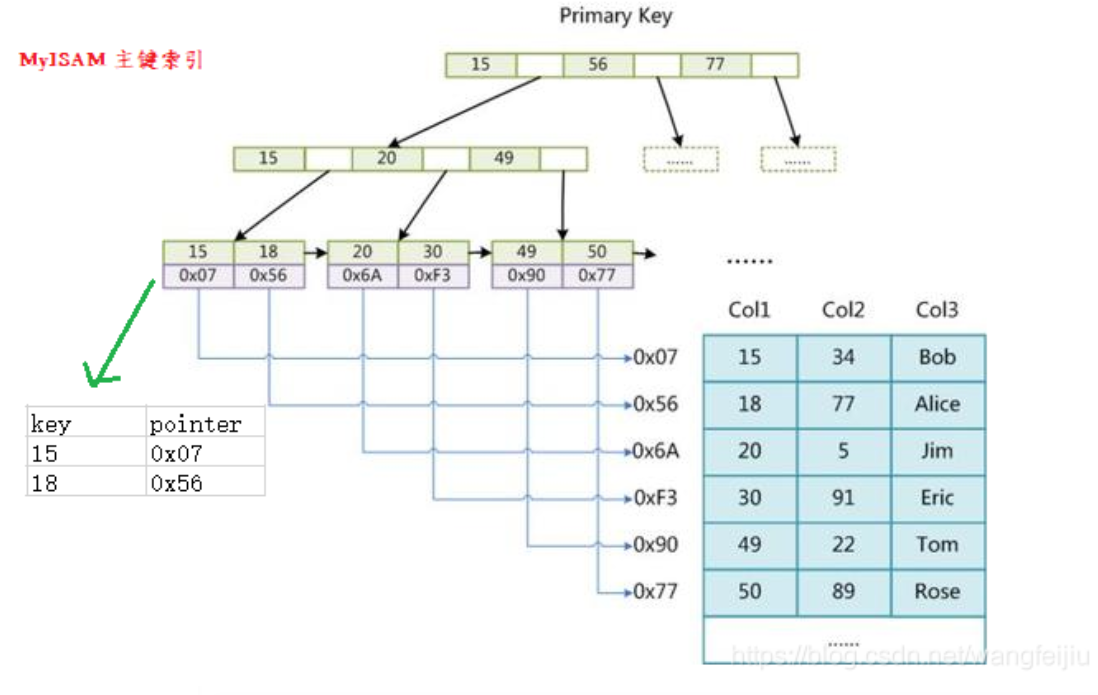 Primary Key
MyISAM 主键索引
15 56 77
15 20 49
...... ......
15 18 20 30 49 50
0x07 0x56 0x6A 0xF3 0x90 0x77
......
Col1 Col2 Col3
0x07 15 34 Bob
0x56 18 77 Alice
0x6A 20 5 Jim
0xF3 30 91 Eric
0x90 49 22 Tom
0x77 50 89 Rose
......
key pointer
15 0x07
18 0x56
https://blog.csdn.net/wangfeijiu